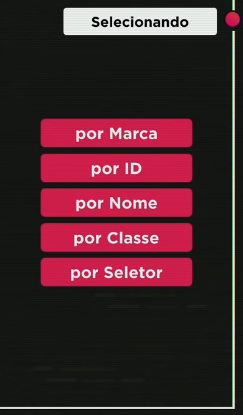 Selecionando
por Marca
por ID
por Nome
por Classe
por Seletor